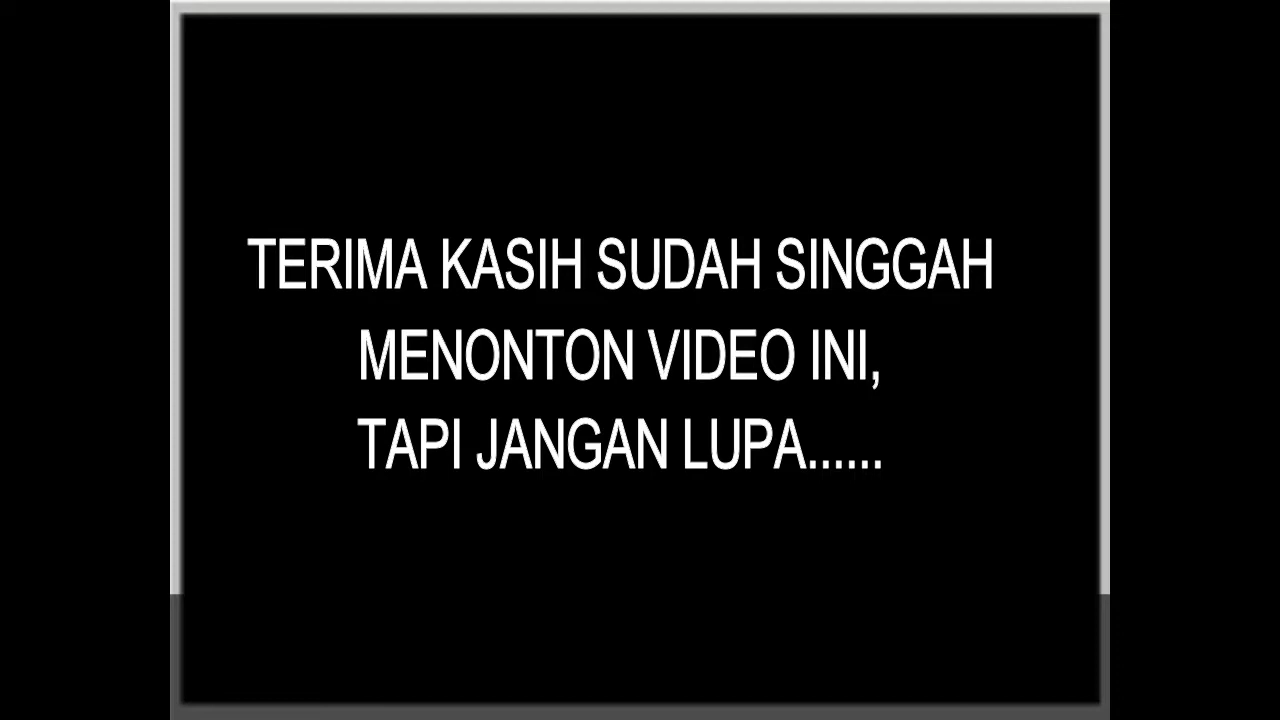 TERIMA KASIH SUDAH SINGGAH
MENONTON VIDEO INI,
TAPI JANGAN LUPA......